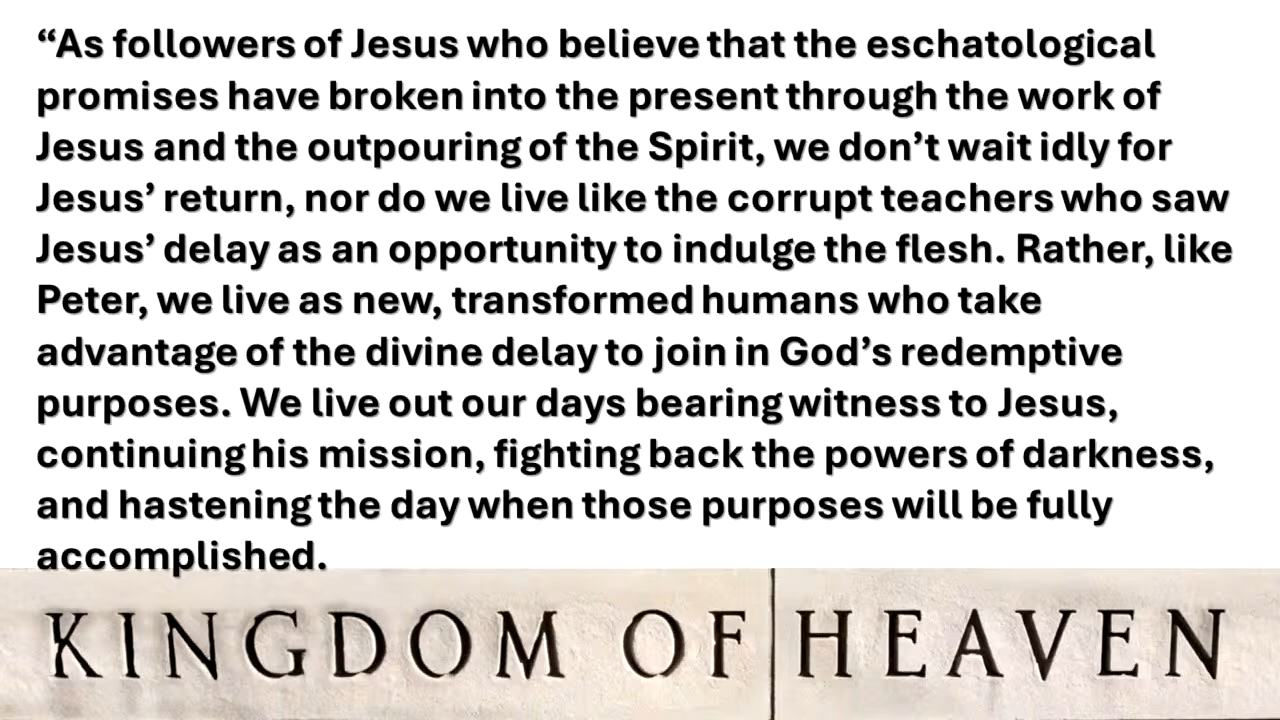 “As followers of Jesus who believe that the eschatological
promises have broken into the present through the work of
Jesus and the outpouring of the Spirit, we don’t wait idly for
Jesus’ return, nor do we live like the corrupt teachers who saw
Jesus’ delay as an opportunity to indulge the flesh. Rather, like
Peter, we live as new, transformed humans who take
advantage of the divine delay to join in God’s redemptive
purposes. We live out our days bearing witness to Jesus,
continuing his mission, fighting back the powers of darkness,
and hastening the day when those purposes will be fully
accomplished.
KINGDOM OF HEAVEN